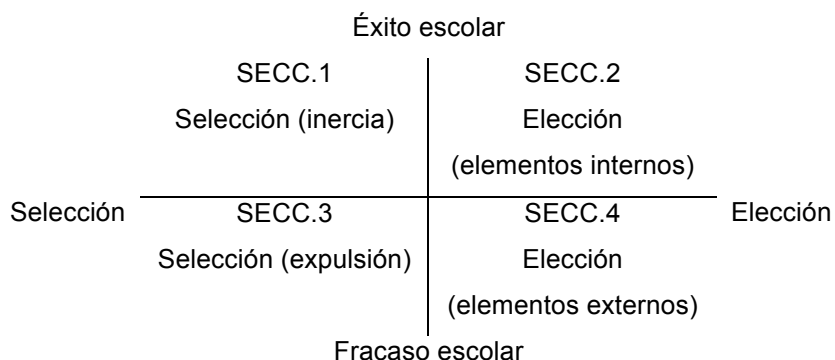 Éxito escolar
SECC.1 SECC.2
Selección (inercia) Elección
(elementos internos)
Selección SECC.3 SECC.4 Elección
Selección (expulsión) Elección
(elementos externos)
Fracaso escolar